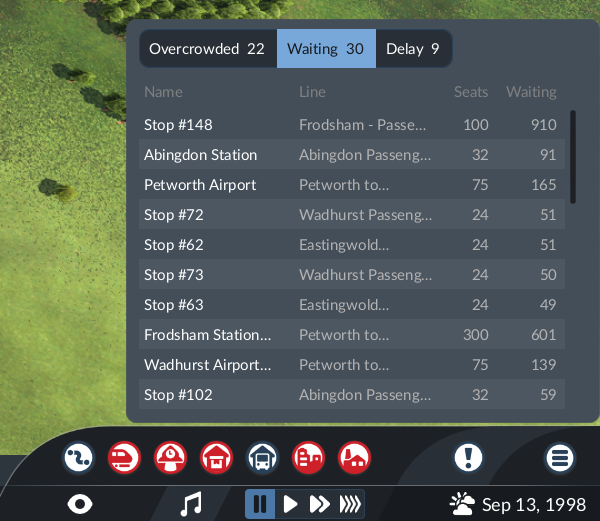 Overcrowded 22 Waiting 30 Delay 9
Name Line Seats Waiting
Stop #148 Frodsham - Passe... 100 910
Abingdon Station Abingdon Passeng... 32 91
Petworth Airport Petworth to... 75 165
Stop #72 Wadhurst Passeng... 24 51
Stop #62 Eastingwold... 24 51
Stop #73 Wadhurst Passeng... 24 50
Stop #63 Eastingwold... 24 49
Frodsham Station... Petworth to... 300 601
Wadhurst Airport... Petworth to... 75 139
Stop #102 Abingdon Passeng... 32 59
Sep 13, 1998